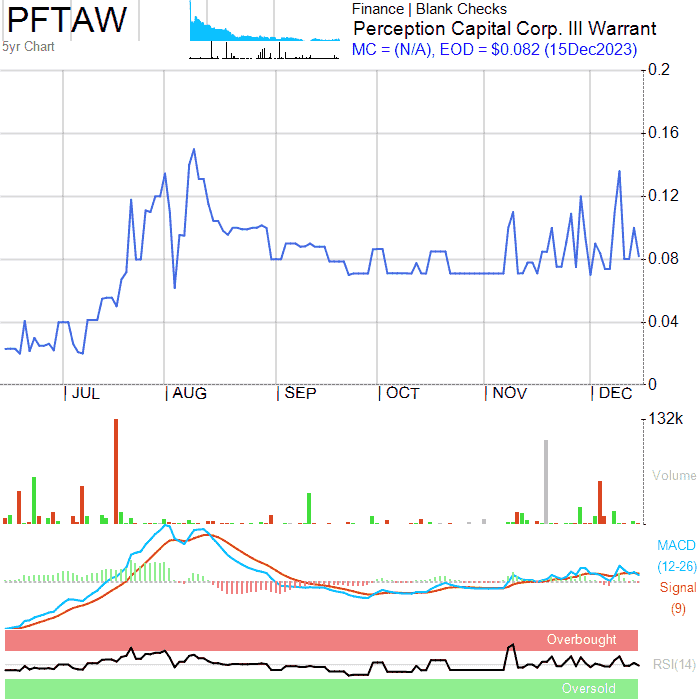 PFTAW
5yr Chart
Finance | Blank Checks
Perception Capital Corp. III Warrant
MC = (N/A), EOD = $0.082 (15Dec2023)
0.2
0.16
0.12
0.08
0.04
0
JUL AUG SEP OCT NOV DEC
132k
Volume
MACD
(12-26)
Signal
(9)
Overbought
RSI(14)
Oversold